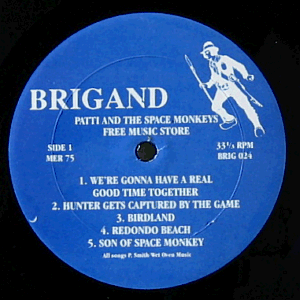 BRIGAND
PATTI AND THE SPACE MONKEYS
FREE MUSIC STORE
SIDE 1
MER 75
33 1/3 RPM
BRIG 024
1. WE'RE GONNA HAVE A REAL
GOOD TIME TOGETHER
2. HUNTER GETS CAPTURED BY THE GAME
3. BIRDLAND
4. REDONDO BEACH
5. SON OF SPACE MONKEY
All songs P. Smith/Wet Oven Music